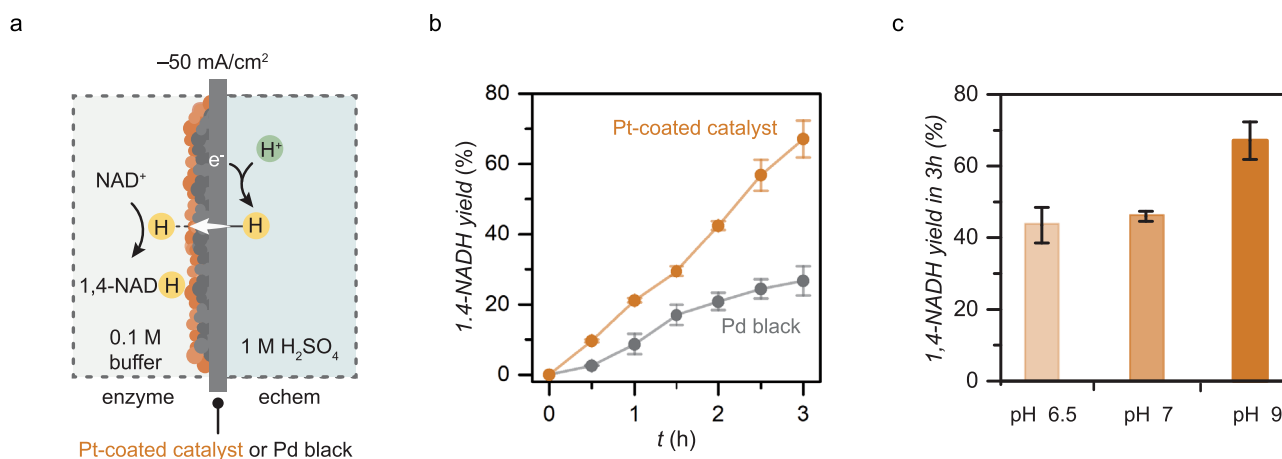 a
–50 mA/cm²
e-
H+
NAD+
H
H
1,4-NAD H
0.1 M
buffer
1 M H₂SO₄
enzyme
echem
Pt-coated catalyst or Pd black
b
1.4-NADH yield (%)
80
60
40
20
0
Pt-coated catalyst
Pd black
0
1
2
3
t (h)
c
1,4-NADH yield in 3h (%)
80
60
40
20
0
pH 6.5
pH 7
pH 9